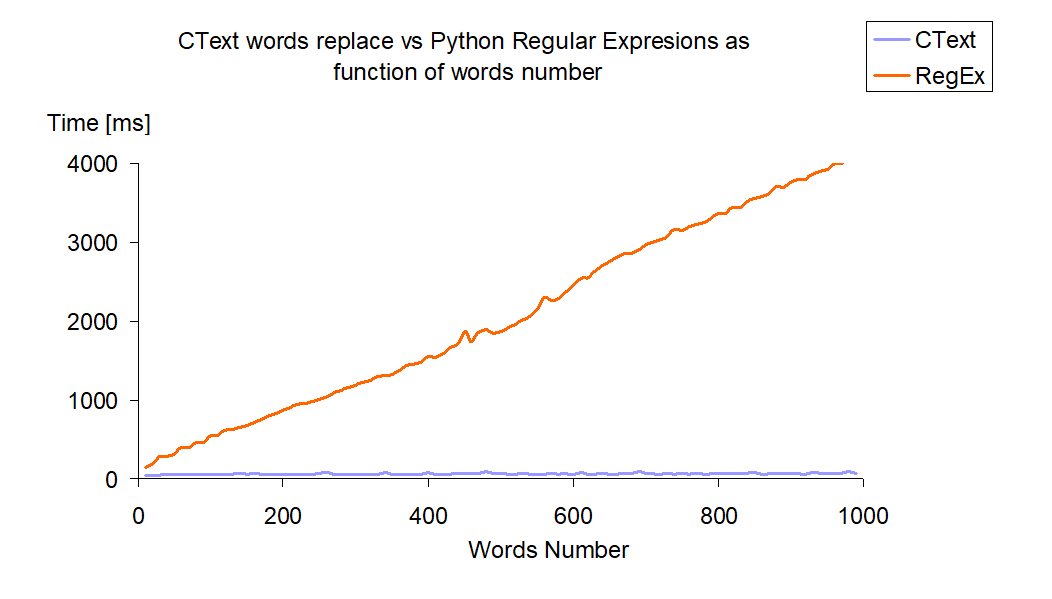 CText words replace vs Python Regular Expresions as
function of words number
CText
RegEx
Time [ms]
4000
3000
2000
1000
0
0 200 400 600 800 1000
Words Number